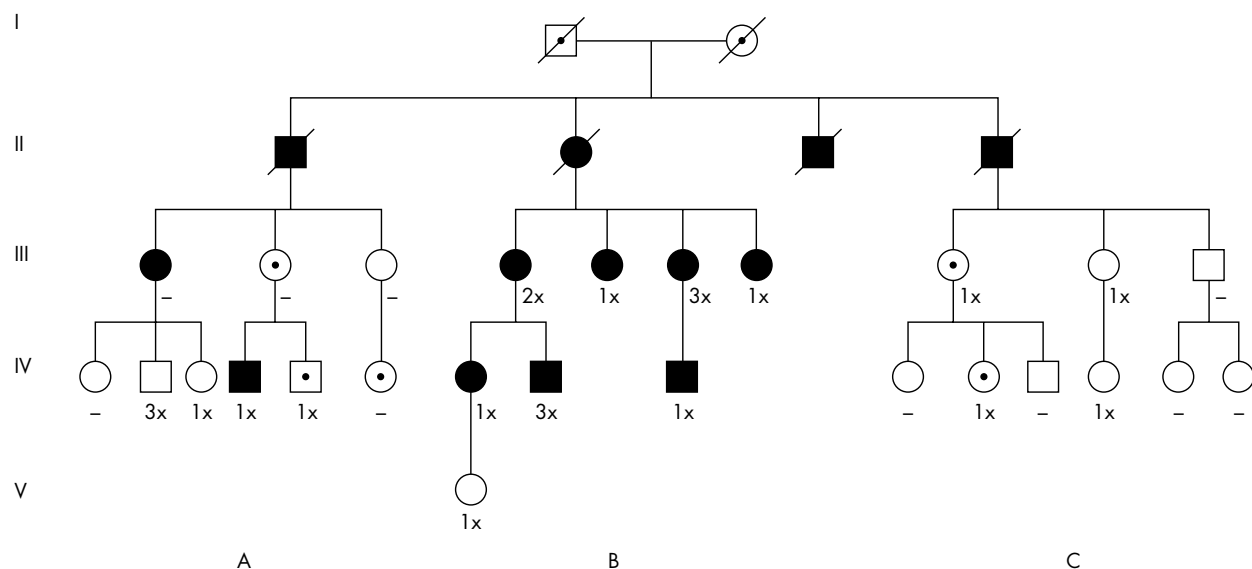 I
II
III
– – – 2x 1x 3x 1x 1x 1x –
IV
– 3x 1x 1x 1x – 1x 3x 1x – 1x – 1x – –
V
1x
A B C